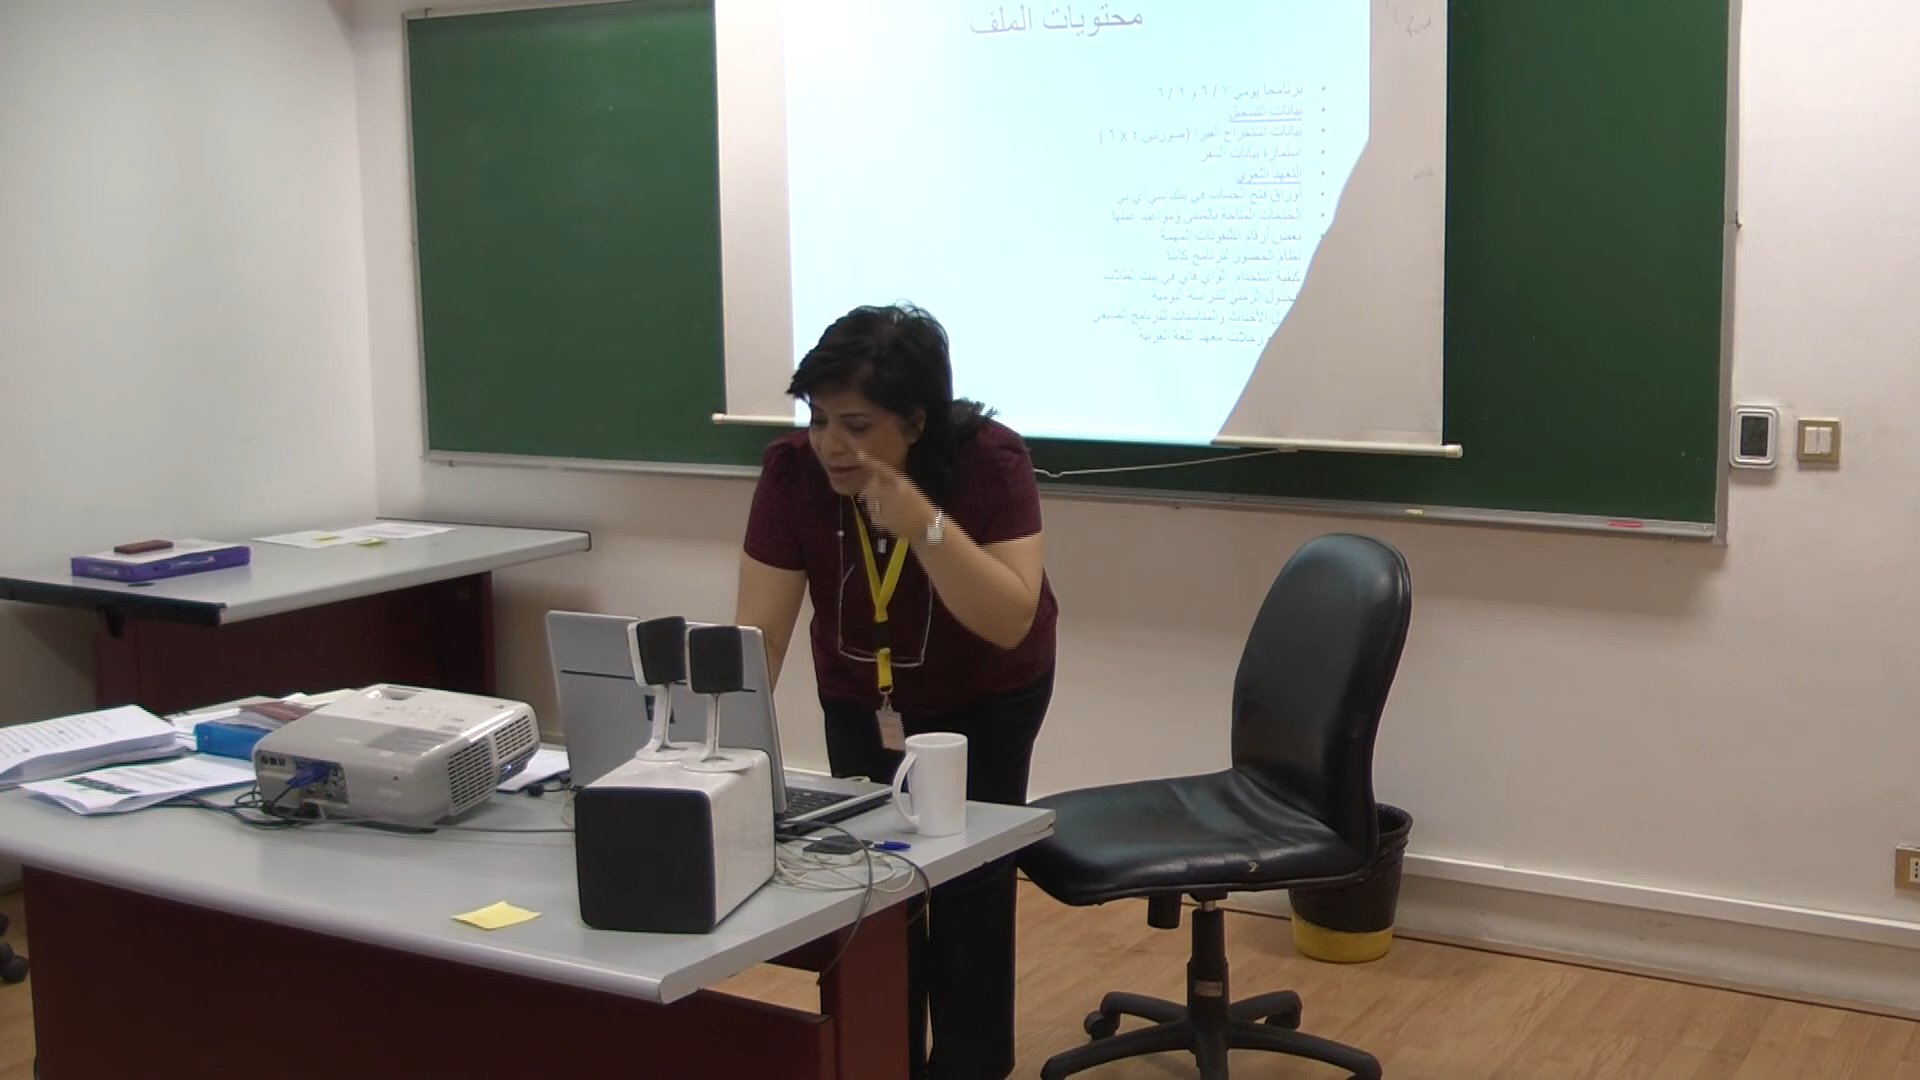 محتويات الملف
برنامجا يومي ٦/٧ و ٦/٩
بيانات التسجيل
بيانات استخراج الفيزا (صورتين ٤ X ٦)
استمارة بيانات السفر
التعهد اللغوي
أوراق فتح الحساب في بنك سي آي بي
الخدمات المتاحة بالمبنى ومواعيد عملها
بعض أرقام التليفونات المهمة
نظام الحضور لبرنامج كاسا
كيفية استخدام الواي فاي في بيت الطلاب
الجدول الزمني للدراسة اليومية
الأحداث والمناسبات للبرنامج الصيفي
رحلات معهد اللغة العربية